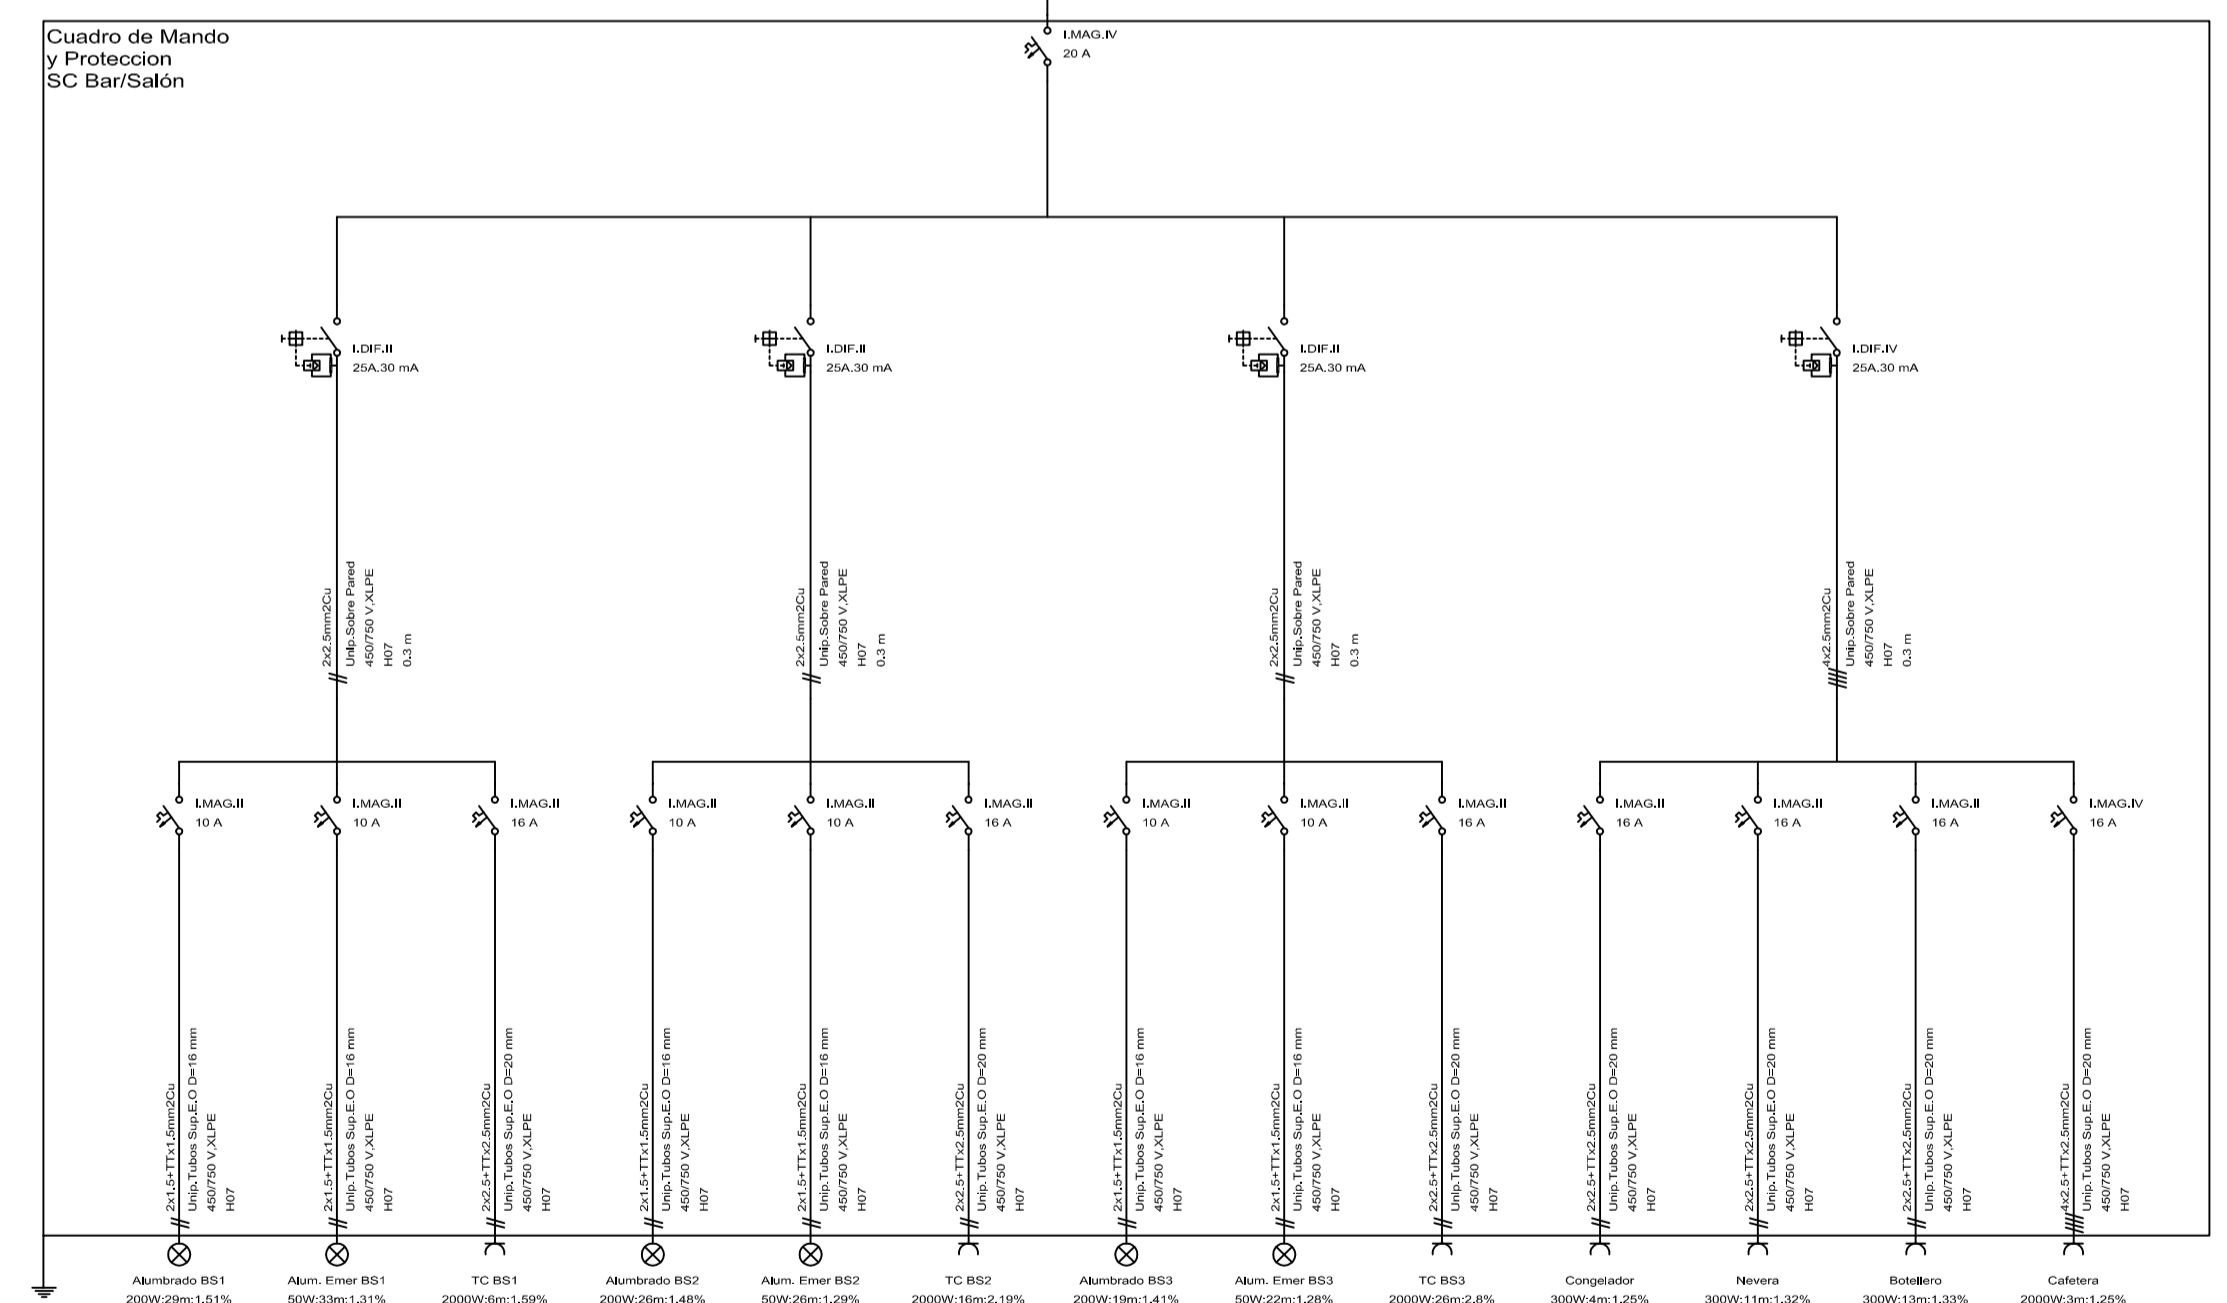 Cuadro de Mando
y Proteccion
SC Bar/Salón
I.MAG.IV
20 A
I.DIF.II
25A.30 mA
I.DIF.II
25A.30 mA
I.DIF.II
25A.30 mA
I.DIF.IV
25A.30 mA
2x2.5mm2Cu
Unip.Sobre Pared
450/750 V,XLPE
H07
0.3 m
2x2.5mm2Cu
Unip.Sobre Pared
450/750 V,XLPE
H07
0.3 m
2x2.5mm2Cu
Unip.Sobre Pared
450/750 V,XLPE
H07
0.3 m
4x2.5mm2Cu
Unip.Sobre Pared
450/750 V,XLPE
H07
0.3 m
I.MAG.II
10 A
I.MAG.II
10 A
I.MAG.II
16 A
I.MAG.II
10 A
I.MAG.II
10 A
I.MAG.II
16 A
I.MAG.II
10 A
I.MAG.II
10 A
I.MAG.II
16 A
I.MAG.II
16 A
I.MAG.II
16 A
I.MAG.II
16 A
I.MAG.IV
16 A
2x1.5+TTx1.5mm2Cu
Unip.Tubos Sup.E.O D=16 mm
450/750 V,XLPE
H07
2x1.5+TTx1.5mm2Cu
Unip.Tubos Sup.E.O D=16 mm
450/750 V,XLPE
H07
2x2.5+TTx2.5mm2Cu
Unip.Tubos Sup.E.O D=20 mm
450/750 V,XLPE
H07
2x1.5+TTx1.5mm2Cu
Unip.Tubos Sup.E.O D=16 mm
450/750 V,XLPE
H07
2x1.5+TTx1.5mm2Cu
Unip.Tubos Sup.E.O D=16 mm
450/750 V,XLPE
H07
2x2.5+TTx2.5mm2Cu
Unip.Tubos Sup.E.O D=20 mm
450/750 V,XLPE
H07
2x1.5+TTx1.5mm2Cu
Unip.Tubos Sup.E.O D=16 mm
450/750 V,XLPE
H07
2x1.5+TTx1.5mm2Cu
Unip.Tubos Sup.E.O D=16 mm
450/750 V,XLPE
H07
2x2.5+TTx2.5mm2Cu
Unip.Tubos Sup.E.O D=20 mm
450/750 V,XLPE
H07
2x2.5+TTx2.5mm2Cu
Unip.Tubos Sup.E.O D=20 mm
450/750 V,XLPE
H07
2x2.5+TTx2.5mm2Cu
Unip.Tubos Sup.E.O D=20 mm
450/750 V,XLPE
H07
2x2.5+TTx2.5mm2Cu
Unip.Tubos Sup.E.O D=20 mm
450/750 V,XLPE
H07
4x2.5+TTx2.5mm2Cu
Unip.Tubos Sup.E.O D=20 mm
450/750 V,XLPE
H07
Alumbrado BS1
200W:29m:1.51%
Alum. Emer BS1
50W:33m:1.31%
TC BS1
2000W:6m:1.59%
Alumbrado BS2
200W:26m:1.48%
Alum. Emer BS2
50W:26m:1.29%
TC BS2
2000W:16m:2.19%
Alumbrado BS3
200W:19m:1.41%
Alum. Emer BS3
50W:22m:1.28%
TC BS3
2000W:26m:2.8%
Congelador
300W:4m:1.25%
Nevera
300W:11m:1.32%
Botellero
300W:13m:1.33%
Cafetera
2000W:3m:1.25%